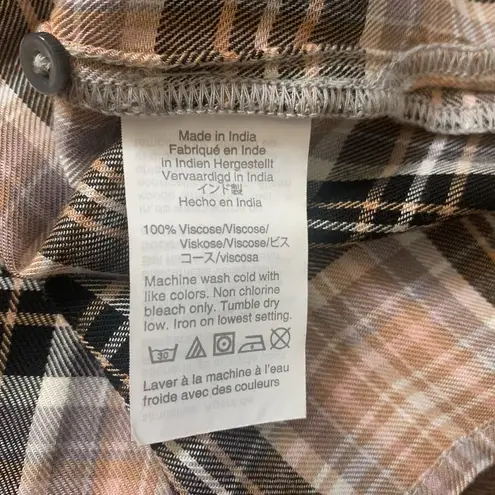 Made in India
Fabriqué en Inde
in Indien Hergestellt
Vervaardigd in India
インド製
Hecho en India
100% Viscose/Viscose/
Viskose/Viscose/ビス
コース/viscosa
Machine wash cold with
like colors. Non chlorine
bleach only. Tumble dry
low. Iron on lowest setting.
30
Laver à la machine à l'eau
froide avec des couleurs